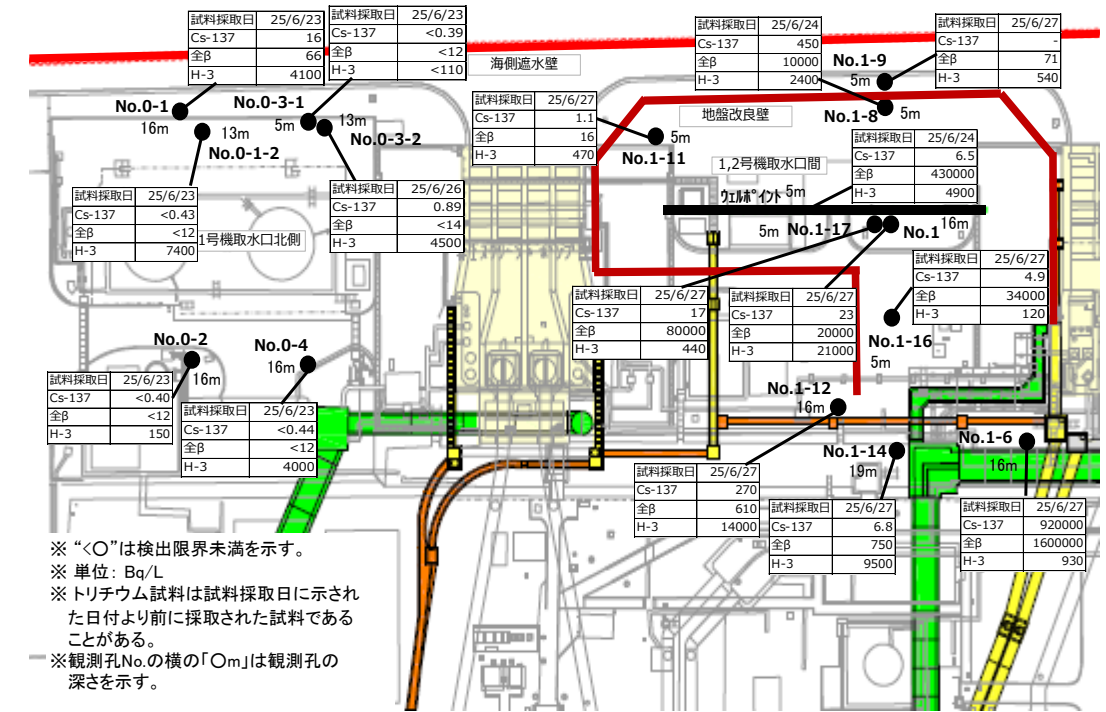 試料採取日 25/6/23
Cs-137 16
全β 66
H-3 4100
試料採取日 25/6/23
Cs-137 <0.39
全β <12
H-3 <110
海側遮水壁
試料採取日 25/6/24
Cs-137 450
全β 10000
H-3 2400
試料採取日 25/6/27
Cs-137 -
全β 71
H-3 540
No.1-9
5m
No.1-8
5m
地盤改良壁
No.0-1
16m
No.0-3-1
5m
13m
No.0-3-2
13m
No.0-1-2
試料採取日 25/6/27
Cs-137 1.1
全β 16
H-3 470
5m
No.1-11
1,2号機取水口間
試料採取日 25/6/24
Cs-137 6.5
全β 430000
H-3 4900
ウェルポイント 5m
5m No.1-17
No.1 16m
試料採取日 25/6/23
Cs-137 <0.43
全β <12
H-3 7400
1号機取水口北側
試料採取日 25/6/26
Cs-137 0.89
全β <14
H-3 4500
試料採取日 25/6/27
Cs-137 4.9
全β 34000
H-3 120
No.1-16
5m
試料採取日 25/6/27
Cs-137 17
全β 80000
H-3 440
試料採取日 25/6/27
Cs-137 23
全β 20000
H-3 21000
No.0-2
16m
No.0-4
16m
試料採取日 25/6/23
Cs-137 <0.40
全β <12
H-3 150
試料採取日 25/6/23
Cs-137 <0.44
全β <12
H-3 4000
No.1-12
16m
No.1-14
19m
No.1-6
16m
試料採取日 25/6/27
Cs-137 270
全β 610
H-3 14000
試料採取日 25/6/27
Cs-137 6.8
全β 750
H-3 9500
試料採取日 25/6/27
Cs-137 920000
全β 1600000
H-3 930
※ “<〇”は検出限界未満を示す。
※ 単位: Bq/L
※ トリチウム試料は試料採取日に示され
た日付より前に採取された試料である
ことがある。
※観測孔No.の横の「〇m」は観測孔の
深さを示す。